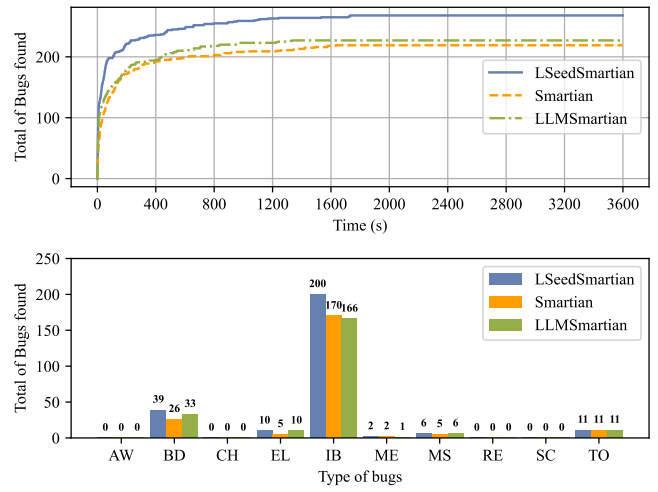 Total of Bugs found
200
100
0
LSeedSmartian
Smartian
LLMSmartian
0 400 800 1200 1600 2000 2400 2800 3200 3600
Time (s)
Total of Bugs found
250
200
150
100
50
0
LSeedSmartian
Smartian
LLMSmartian
0 0 0 39 26 33 0 0 0 10 5 10 200 170 166 2 2 1 6 5 6 0 0 0 0 0 0 11 11 11
AW BD CH EL IB ME MS RE SC TO
Type of bugs